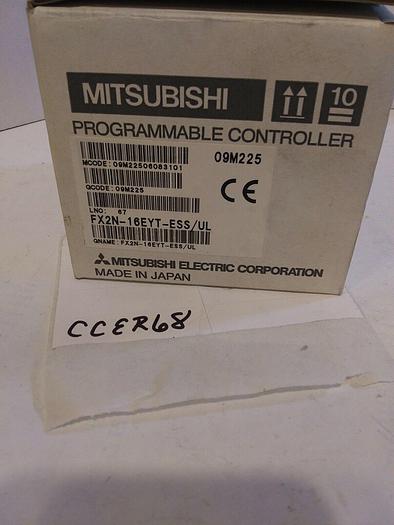 MITSUBISHI
10
PROGRAMMABLE CONTROLLER
09M225
MCODE: 09M22506083101
QCODE: 09M225
CE
LNO: 67
FX2N-16EYT-ESS/UL
QNAME: FX2N-16EYT-ESS/UL
MITSUBISHI ELECTRIC CORPORATION
MADE IN JAPAN
CCER68